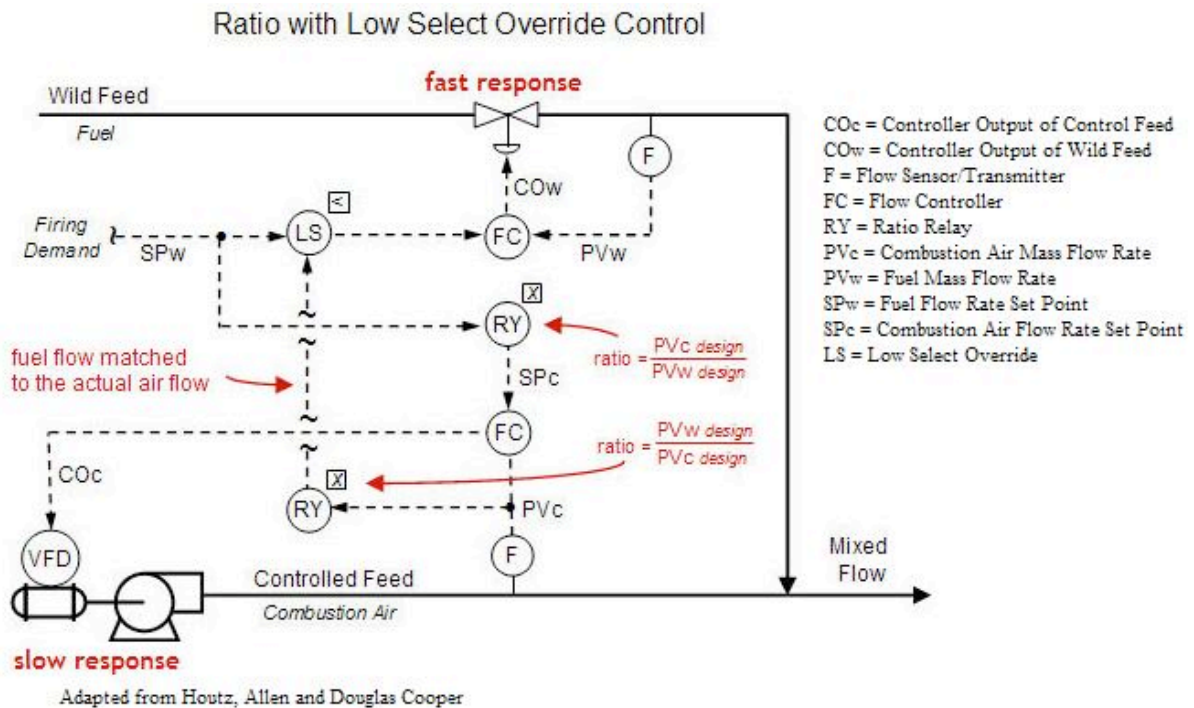 Ratio with Low Select Override Control
fast response
Wild Feed
Fuel
F
COw
<
LS
FC
Firing
Demand
SPw
PVw
X
RY
ratio = PVc design
PVw design
fuel flow matched
to the actual air flow
SPc
FC
ratio = PVw design
PVc design
COc
X
RY
PVc
VFD
F
Controlled Feed
Combustion Air
Mixed
Flow
slow response
Adapted from Houtz, Allen and Douglas Cooper
COc = Controller Output of Control Feed
COw = Controller Output of Wild Feed
F = Flow Sensor/Transmitter
FC = Flow Controller
RY = Ratio Relay
PVc = Combustion Air Mass Flow Rate
PVw = Fuel Mass Flow Rate
SPw = Fuel Flow Rate Set Point
SPc = Combustion Air Flow Rate Set Point
LS = Low Select Override